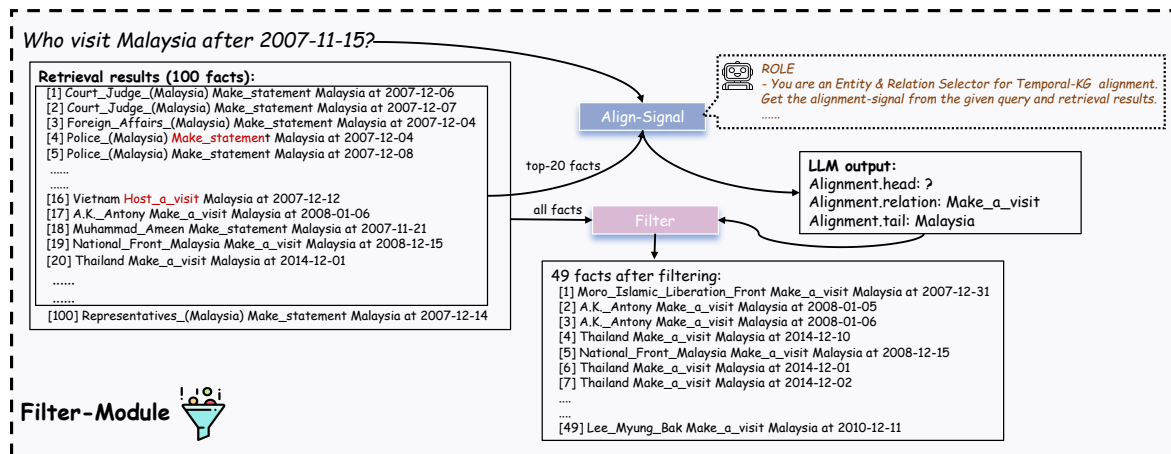 Who visit Malaysia after 2007-11-15?
Retrieval results (100 facts):
[1] Court_Judge_(Malaysia) Make_statement Malaysia at 2007-12-06
[2] Court_Judge_(Malaysia) Make_statement Malaysia at 2007-12-07
[3] Foreign_Affairs_(Malaysia) Make_statement Malaysia at 2007-12-04
[4] Police_(Malaysia) Make_statement Malaysia at 2007-12-04
[5] Police_(Malaysia) Make_statement Malaysia at 2007-12-08
......
......
[16] Vietnam Host_a_visit Malaysia at 2007-12-12
[17] A.K._Antony Make_a_visit Malaysia at 2008-01-06
[18] Muhammad_Ameen Make_statement Malaysia at 2007-11-21
[19] National_Front_Malaysia Make_a_visit Malaysia at 2008-12-15
[20] Thailand Make_a_visit Malaysia at 2014-12-01
......
......
[100] Representatives_(Malaysia) Make_statement Malaysia at 2007-12-14
top-20 facts
all facts
Align-Signal
Filter
ROLE
- You are an Entity & Relation Selector for Temporal-KG alignment.
Get the alignment-signal from the given query and retrieval results.
......
LLM output:
Alignment.head: ?
Alignment.relation: Make_a_visit
Alignment.tail: Malaysia
49 facts after filtering:
[1] Moro_Islamic_Liberation_Front Make_a_visit Malaysia at 2007-12-31
[2] A.K._Antony Make_a_visit Malaysia at 2008-01-05
[3] A.K._Antony Make_a_visit Malaysia at 2008-01-06
[4] Thailand Make_a_visit Malaysia at 2014-12-10
[5] National_Front_Malaysia Make_a_visit Malaysia at 2008-12-15
[6] Thailand Make_a_visit Malaysia at 2014-12-01
[7] Thailand Make_a_visit Malaysia at 2014-12-02
....
....
[49] Lee_Myung_Bak Make_a_visit Malaysia at 2010-12-11
Filter-Module